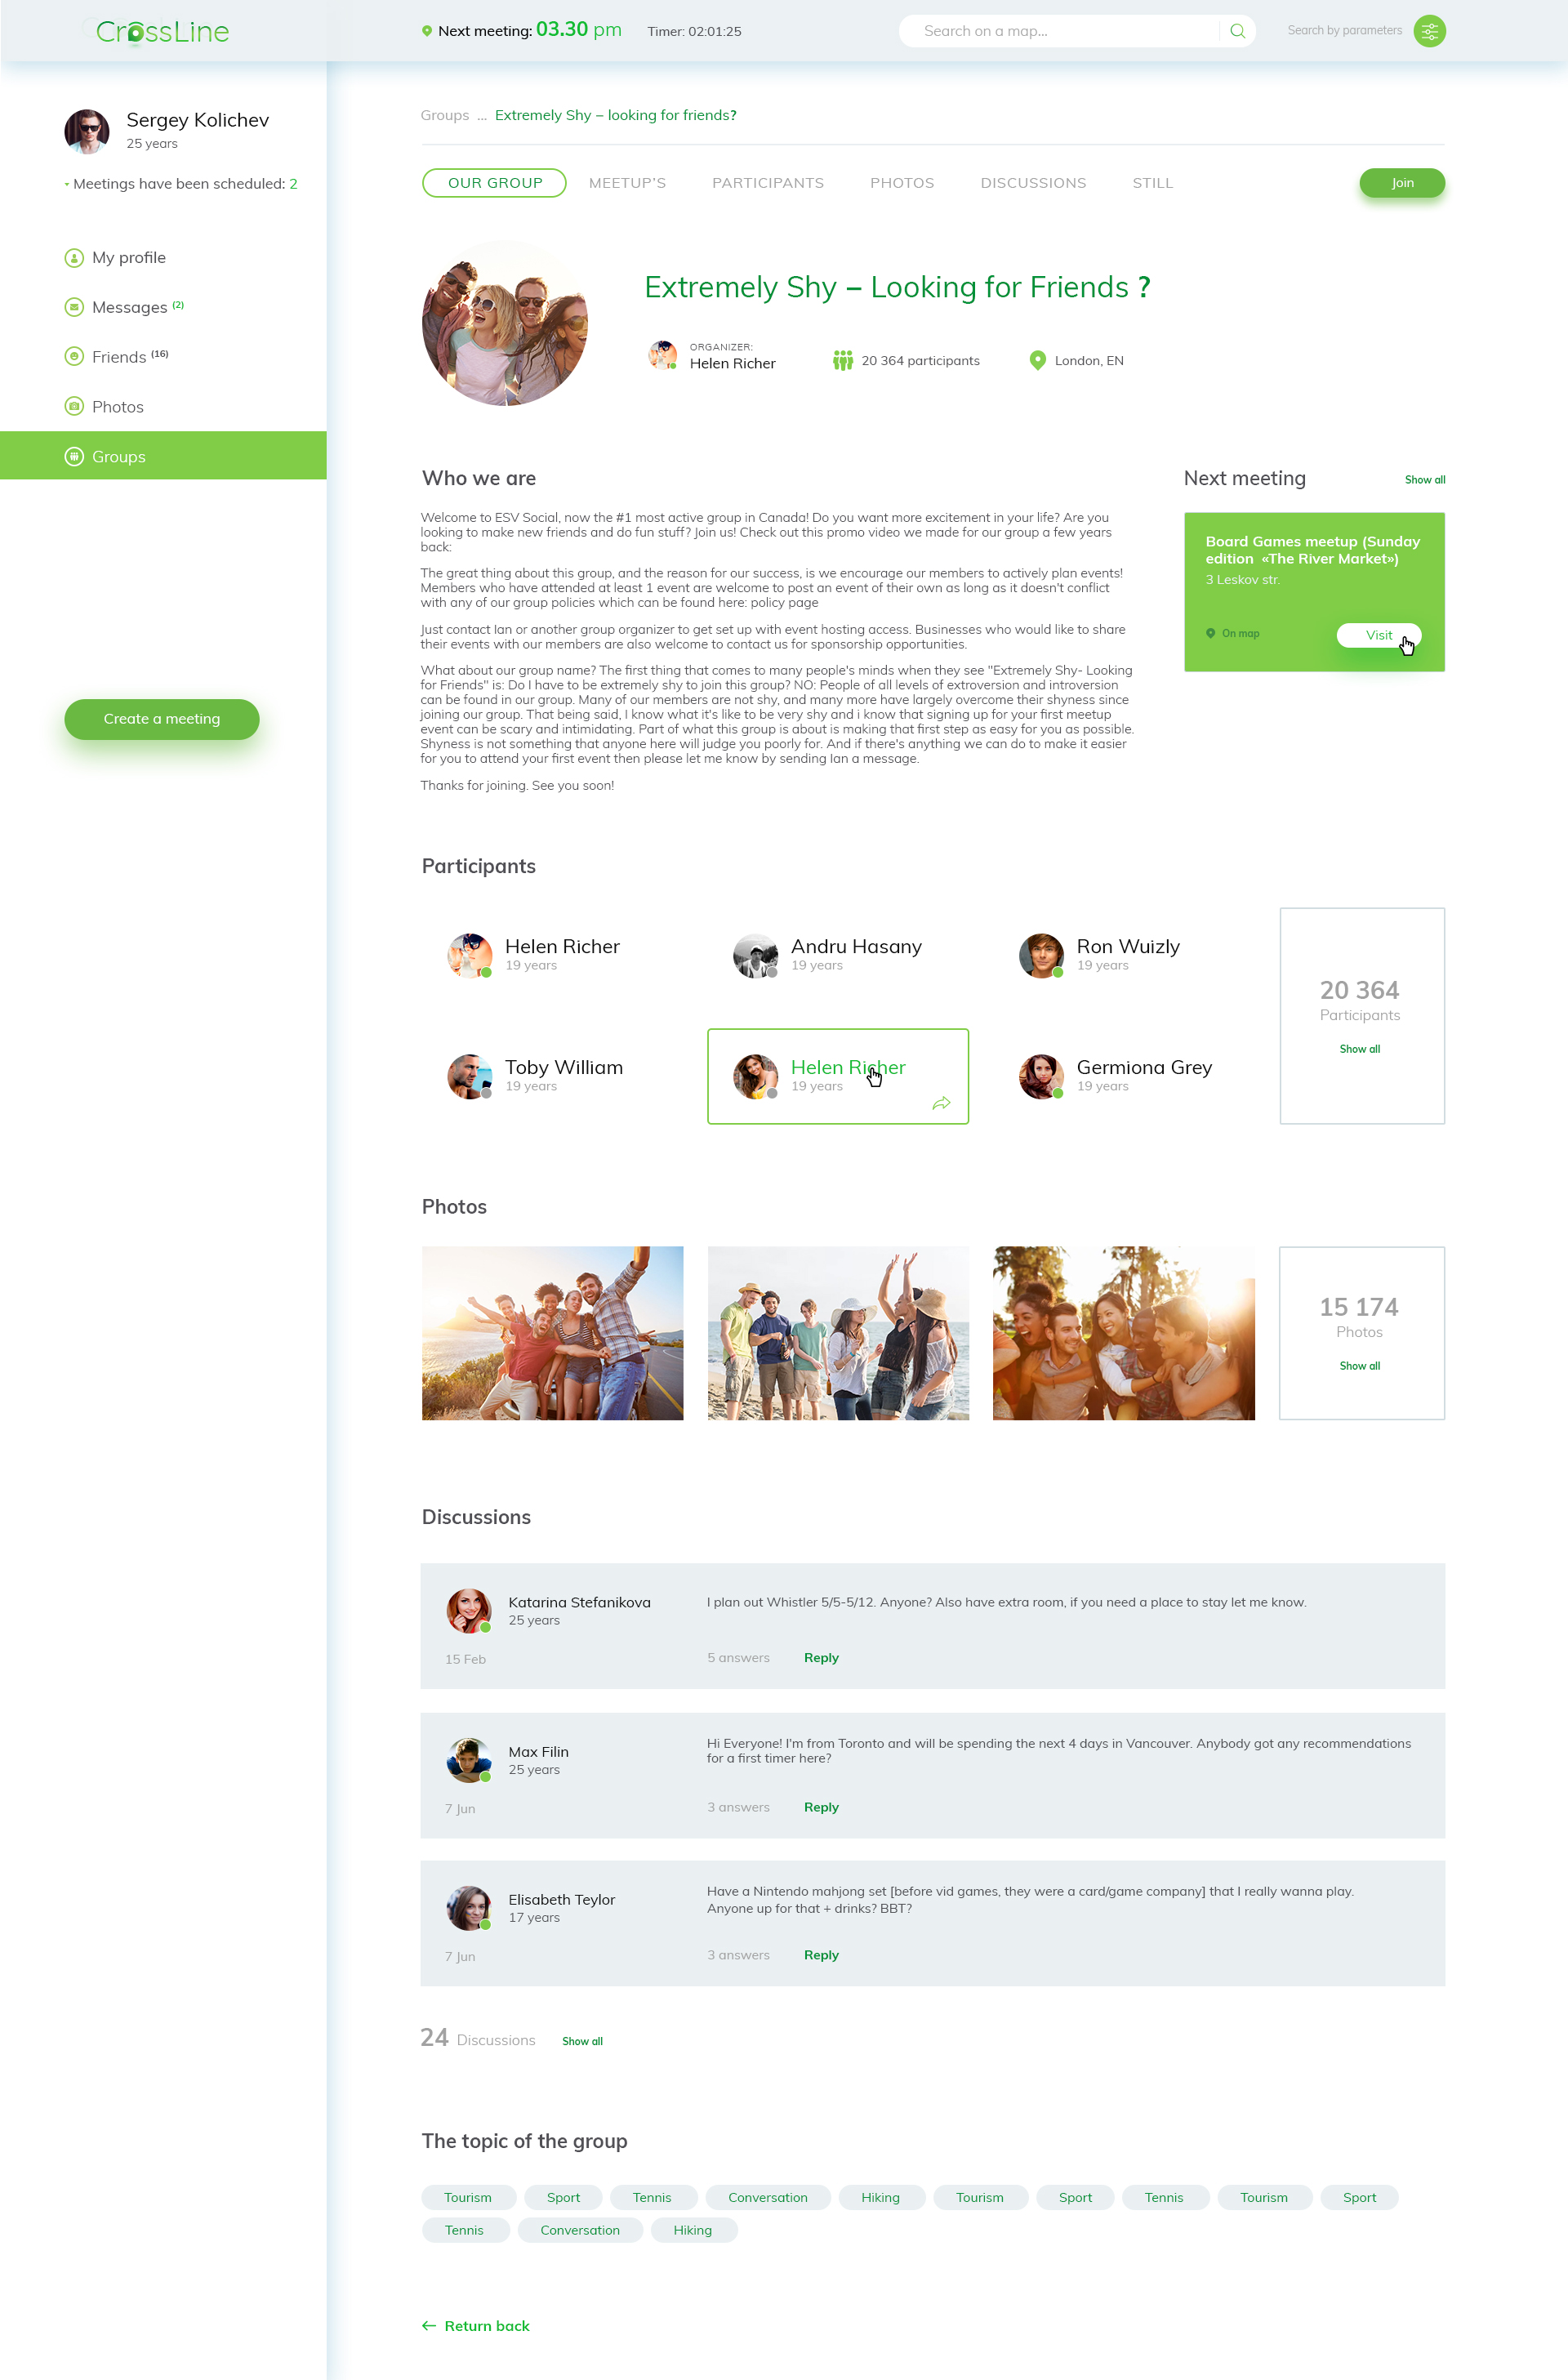 CrossLine
Next meeting: 03.30 pm
Timer: 02:01:25
Search on a map...
Search by parameters
Sergey Kolichev
25 years
Meetings have been scheduled: 2
My profile
Messages (2)
Friends (16)
Photos
Groups
Create a meeting
Groups ... Extremely Shy – looking for friends?
OUR GROUP
MEETUP'S
PARTICIPANTS
PHOTOS
DISCUSSIONS
STILL
Join
Extremely Shy – Looking for Friends ?
ORGANIZER:
Helen Richer
20 364 participants
London, EN
Who we are
Welcome to ESV Social, now the #1 most active group in Canada! Do you want more excitement in your life? Are you
looking to make new friends and do fun stuff? Join us! Check out this promo video we made for our group a few years
back:
The great thing about this group, and the reason for our success, is we encourage our members to actively plan events!
Members who have attended at least 1 event are welcome to post an event of their own as long as it doesn't conflict
with any of our group policies which can be found here: policy page
Just contact Ian or another group organizer to get set up with event hosting access. Businesses who would like to share
their events with our members are also welcome to contact us for sponsorship opportunities.
What about our group name? The first thing that comes to many people's minds when they see "Extremely Shy- Looking
for Friends" is: Do I have to be extremely shy to join this group? NO: People of all levels of extroversion and introversion
can be found in our group. Many of our members are not shy, and many more have largely overcome their shyness since
joining our group. That being said, I know what it's like to be very shy and i know that signing up for your first meetup
event can be scary and intimidating. Part of what this group is about is making that first step as easy for you as possible.
Shyness is not something that anyone here will judge you poorly for. And if there's anything we can do to make it easier
for you to attend your first event then please let me know by sending Ian a message.
Thanks for joining. See you soon!
Next meeting
Show all
Board Games meetup (Sunday
edition «The River Market»)
3 Leskov str.
On map
Visit
Participants
Helen Richer
19 years
Andru Hasany
19 years
Ron Wuizly
19 years
Toby William
19 years
Helen Richer
19 years
Germiona Grey
19 years
20 364
Participants
Show all
Photos
15 174
Photos
Show all
Discussions
Katarina Stefanikova
25 years
15 Feb
I plan out Whistler 5/5-5/12. Anyone? Also have extra room, if you need a place to stay let me know.
5 answers
Reply
Max Filin
25 years
7 Jun
Hi Everyone! I'm from Toronto and will be spending the next 4 days in Vancouver. Anybody got any recommendations
for a first timer here?
3 answers
Reply
Elisabeth Teylor
17 years
7 Jun
Have a Nintendo mahjong set [before vid games, they were a card/game company] that I really wanna play.
Anyone up for that + drinks? BBT?
3 answers
Reply
24 Discussions
Show all
The topic of the group
Tourism Sport Tennis Conversation Hiking Tourism Sport Tennis Tourism Sport
Tennis Conversation Hiking
Return back